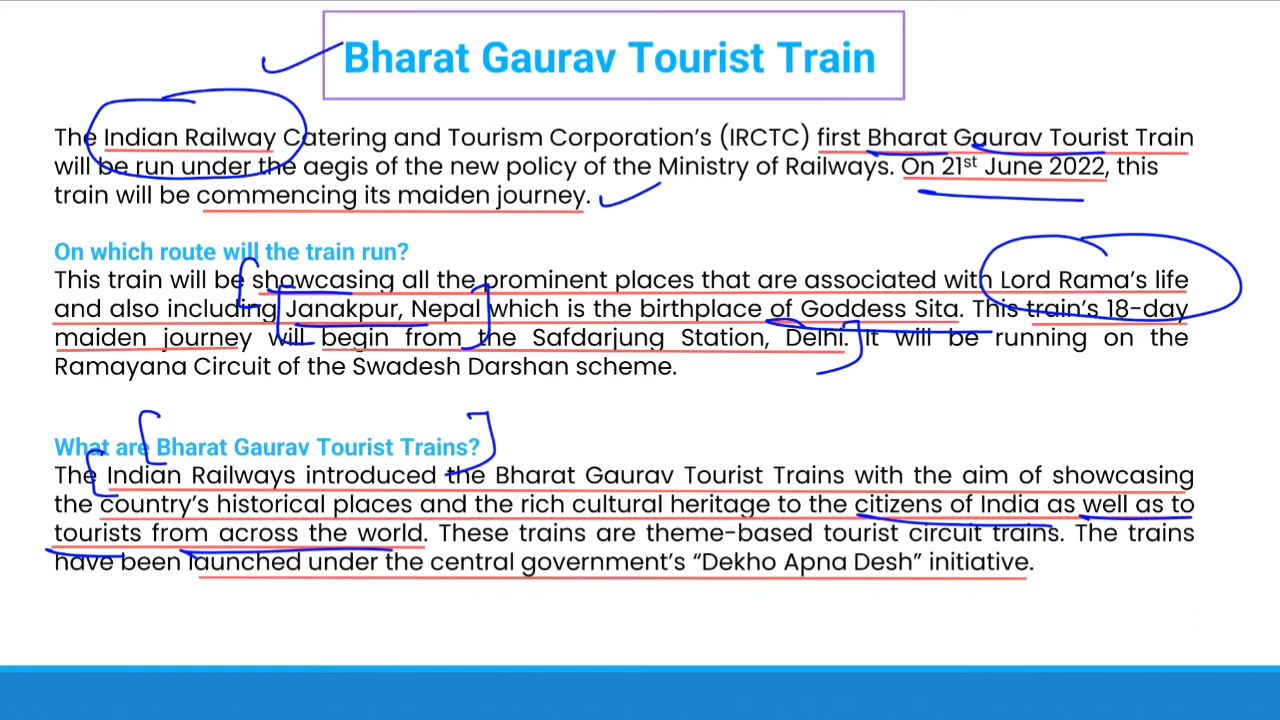 Bharat Gaurav Tourist Train
The Indian Railway Catering and Tourism Corporation's (IRCTC) first Bharat Gaurav Tourist Train
will be run under the aegis of the new policy of the Ministry of Railways. On 21st June 2022, this
train will be commencing its maiden journey.
On which route will the train run?
This train will be showcasing all the prominent places that are associated with Lord Rama's life
and also including Janakpur, Nepal which is the birthplace of Goddess Sita. This train's 18-day
maiden journey will begin from the Safdarjung Station, Delhi. It will be running on the
Ramayana Circuit of the Swadesh Darshan scheme.
What are Bharat Gaurav Tourist Trains?
The Indian Railways introduced the Bharat Gaurav Tourist Trains with the aim of showcasing
the country's historical places and the rich cultural heritage to the citizens of India as well as to
tourists from across the world. These trains are theme-based tourist circuit trains. The trains
have been launched under the central government's “Dekho Apna Desh” initiative.